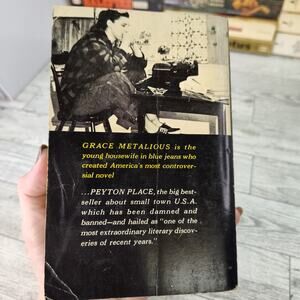 GRACE METALIOUS is the
young housewife in blue jeans who
created America's most controver-
sial novel
...PEYTON PLACE, the big best-
seller about small town U.S.A.
which has been damned and
banned—and hailed as "one of the
most extraordinary literary discov-
eries of recent years."